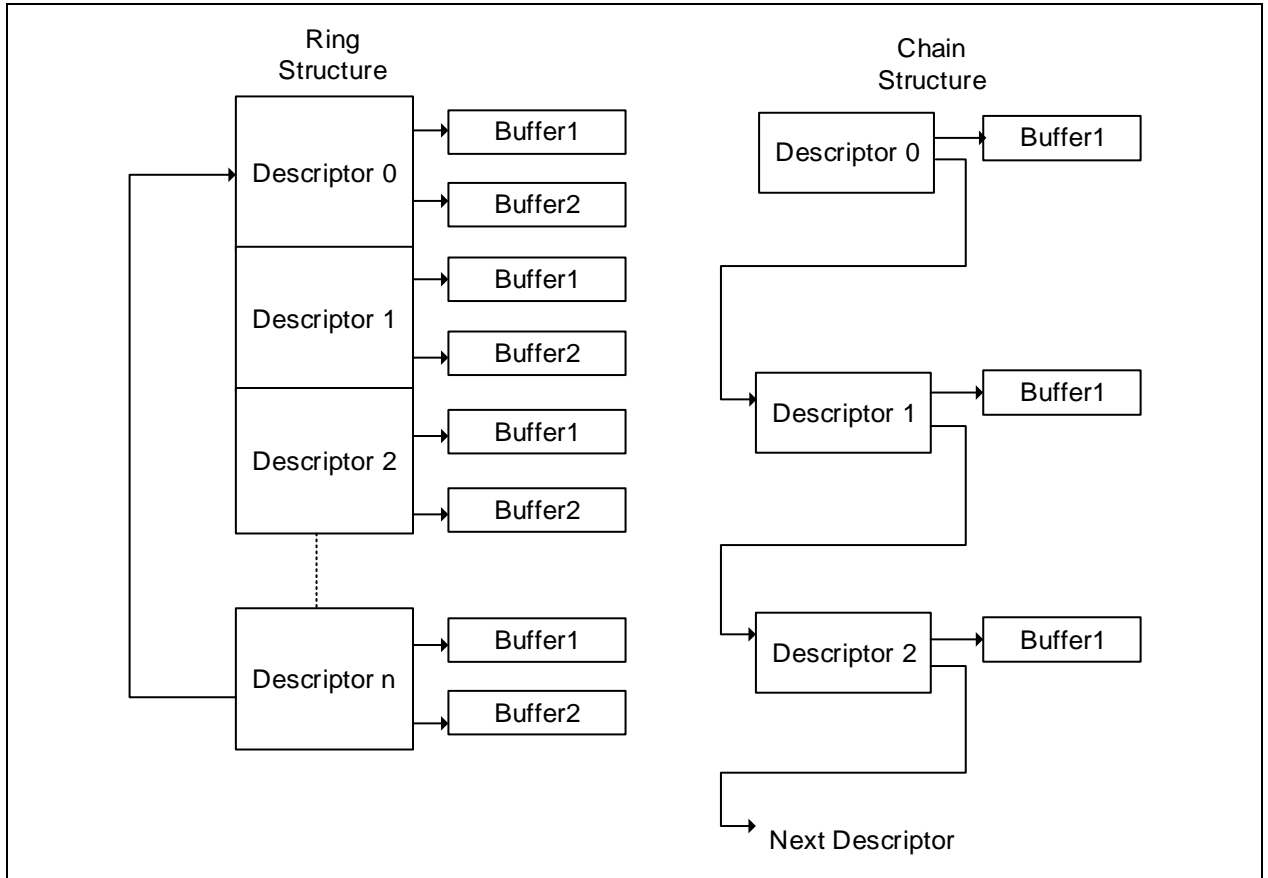 Ring
Structure
Descriptor 0
Buffer1
Buffer2
Descriptor 1
Buffer1
Buffer2
Descriptor 2
Buffer1
Buffer2
Descriptor n
Buffer1
Buffer2
Chain
Structure
Descriptor 0
Buffer1
Descriptor 1
Buffer1
Descriptor 2
Buffer1
Next Descriptor